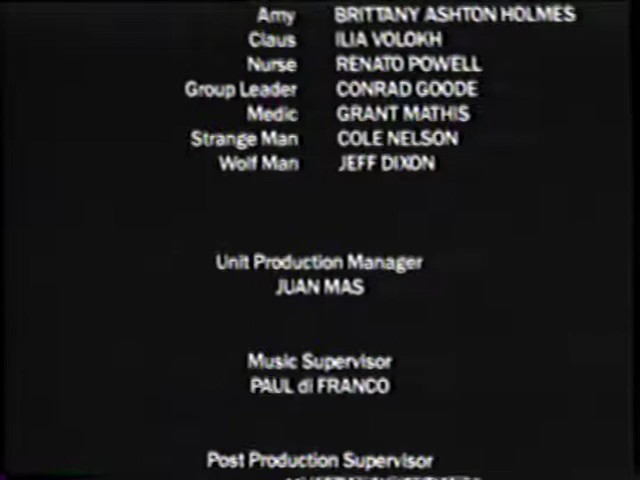 Amy BRITTANY ASHTON HOLMES
Claus ILIA VOLOKH
Nurse RENATO POWELL
Group Leader CONRAD GOODE
Medic GRANT MATHIS
Strange Man COLE NELSON
Wolf Man JEFF DIXON
Unit Production Manager
JUAN MAS
Music Supervisor
PAUL di FRANCO
Post Production Supervisor